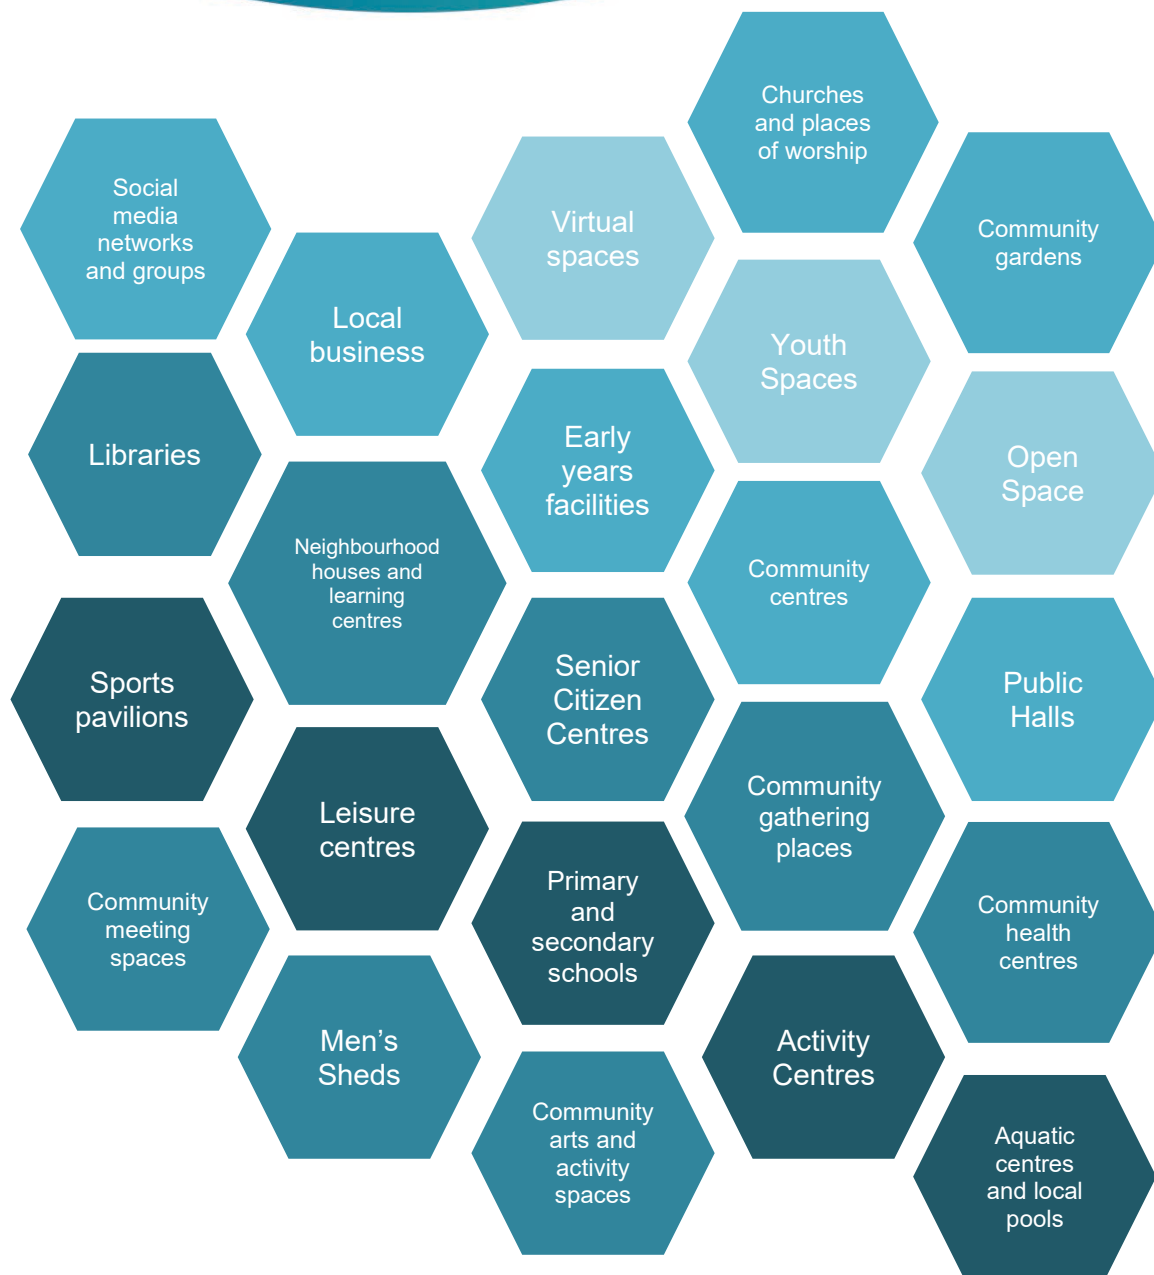 Churches
and places
of worship
Social
media
networks
and groups
Virtual
spaces
Community
gardens
Local
business
Youth
Spaces
Libraries
Early
years
facilities
Open
Space
Neighbourhood
houses and
learning
centres
Community
centres
Sports
pavilions
Senior
Citizen
Centres
Public
Halls
Leisure
centres
Community
gathering
places
Community
meeting
spaces
Primary
and
secondary
schools
Community
health
centres
Men’s
Sheds
Activity
Centres
Community
arts and
activity
spaces
Aquatic
centres
and local
pools